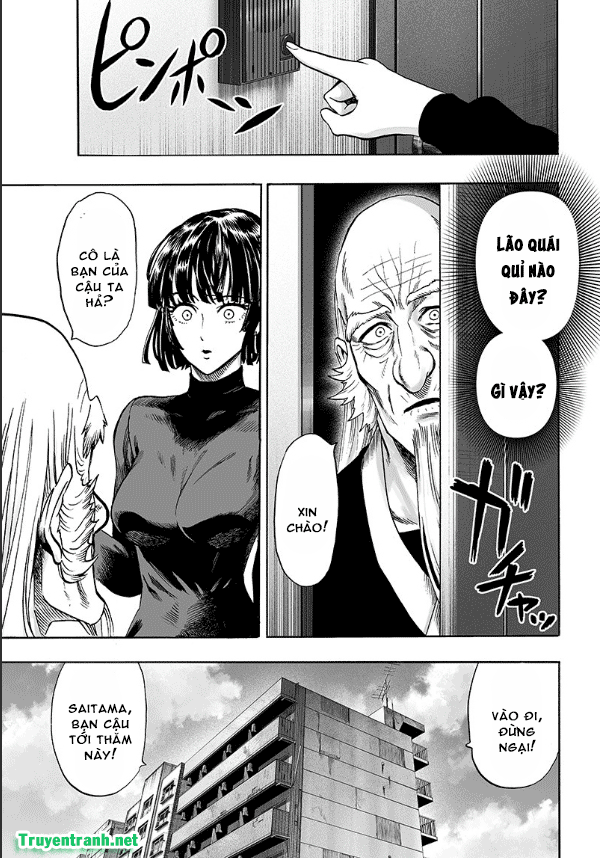 ピンポーン
LÃO QUÁI
QUỈ NÀO
ĐÂY?
GÌ VẬY?
ガチャッ
XIN
CHÀO!
CÔ LÀ
BẠN CỦA
CẬU TA
HẢ?
VÀO ĐI,
ĐỪNG
NGẠI!
SAITAMA,
BẠN CẬU
TỚI THĂM
NÀY!
Truyentranh.net